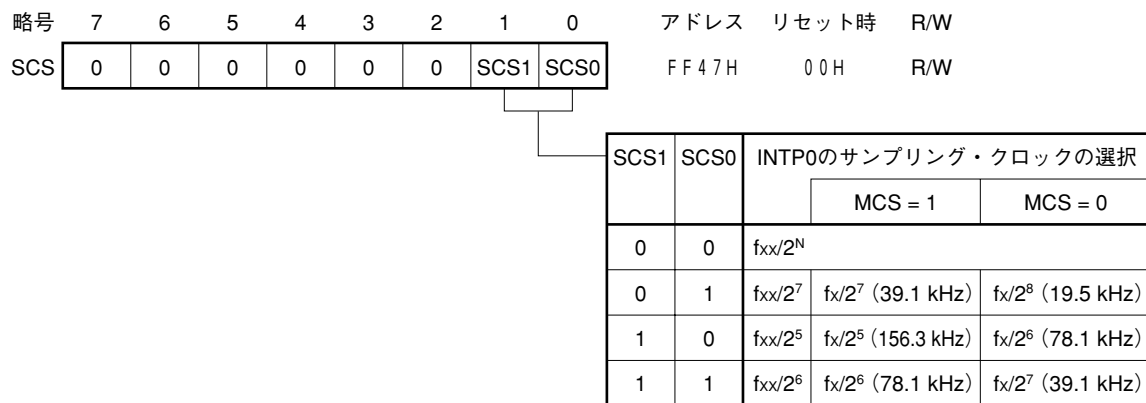 略号 7 6 5 4 3 2 1 0 アドレス リセット時 R/W
SCS 0 0 0 0 0 0 SCS1 SCS0 FF47H 00H R/W
SCS1 SCS0 INTP0のサンプリング・クロックの選択
MCS = 1 MCS = 0
0 0 fxx/2ᴺ
0 1 fxx/2⁷ fx/2⁷（39.1 kHz） fx/2⁸（19.5 kHz）
1 0 fxx/2⁵ fx/2⁵（156.3 kHz） fx/2⁶（78.1 kHz）
1 1 fxx/2⁶ fx/2⁶（78.1 kHz） fx/2⁷（39.1 kHz）